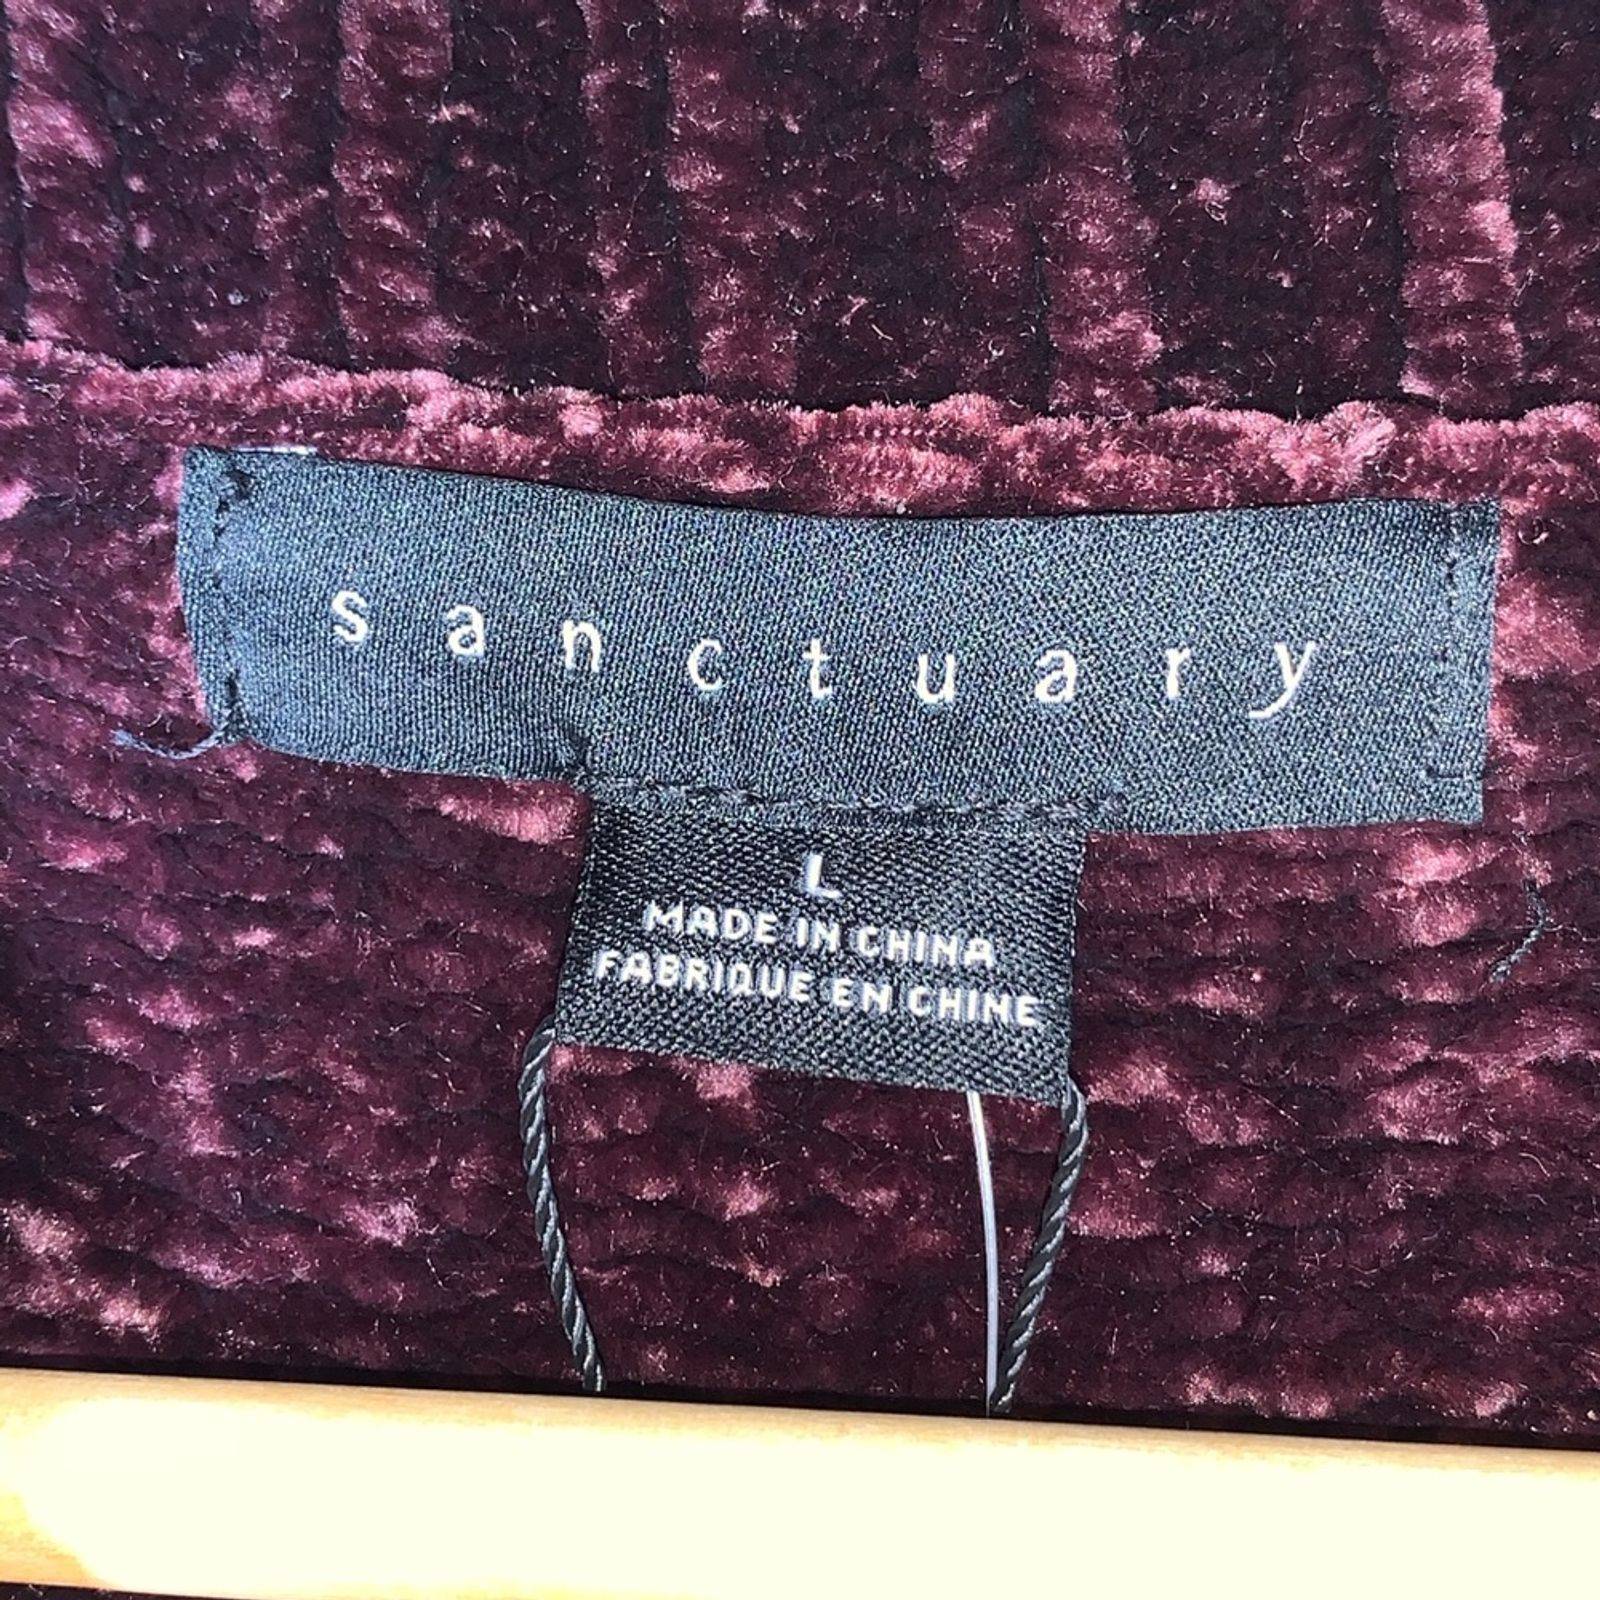 sanctuary
L
MADE IN CHINA
FABRIQUE EN CHINE